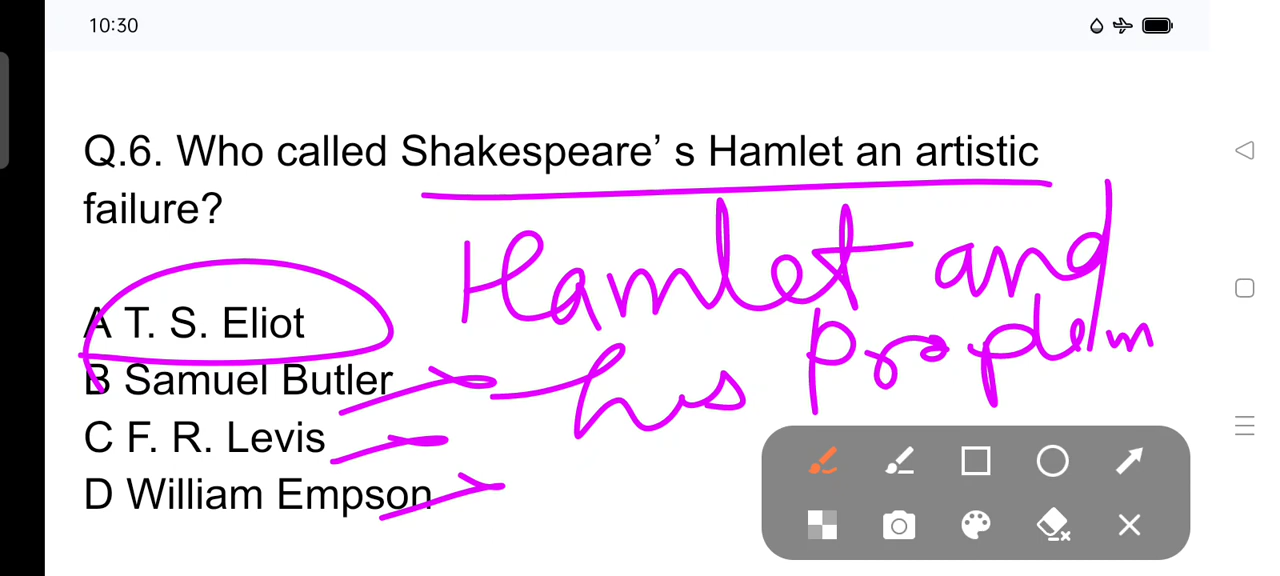 10:30
Q.6. Who called Shakespeare’ s Hamlet an artistic
failure?
Hamlet and
his problem
A T. S. Eliot
B Samuel Butler
C F. R. Levis
D William Empson